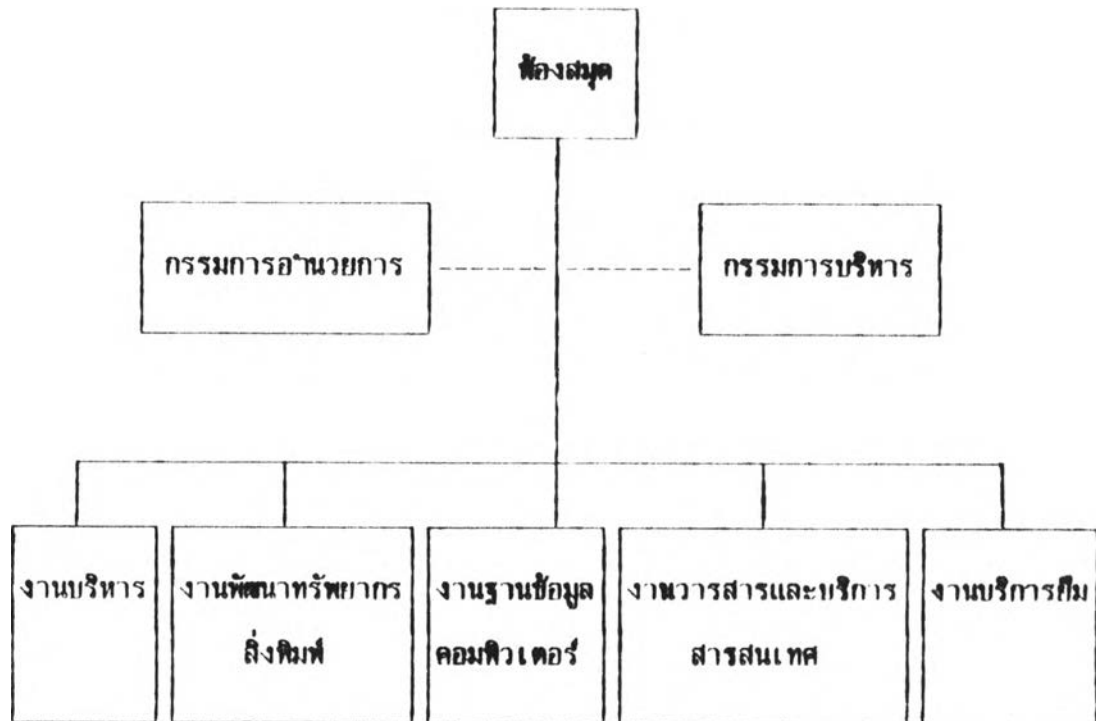 ห้องสมุด
กรรมการอำนวยการ
กรรมการบริหาร
งานบริหาร
งานพัฒนาทรัพยากร
สิ่งพิมพ์
งานฐานข้อมูล
คอมพิวเตอร์
งานวารสารและบริการ
สารสนเทศ
งานบริการยืม